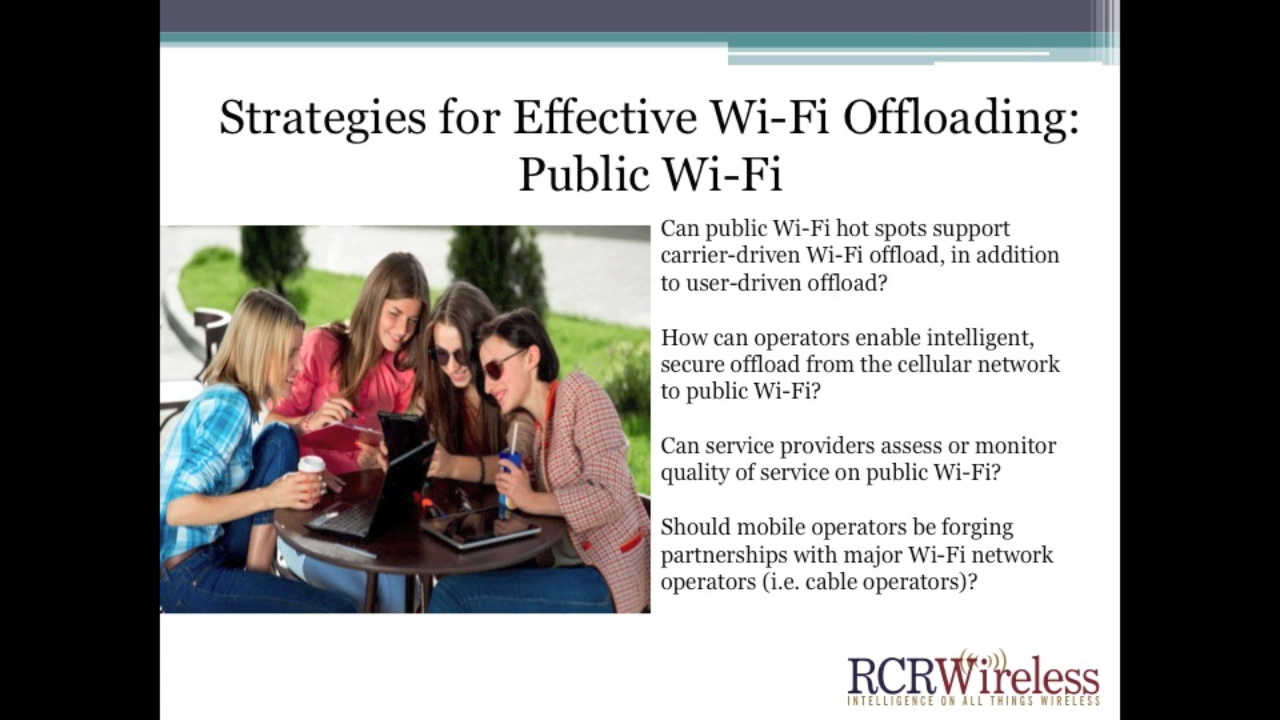 Strategies for Effective Wi-Fi Offloading:
Public Wi-Fi
Can public Wi-Fi hot spots support
carrier-driven Wi-Fi offload, in addition
to user-driven offload?
How can operators enable intelligent,
secure offload from the cellular network
to public Wi-Fi?
Can service providers assess or monitor
quality of service on public Wi-Fi?
Should mobile operators be forging
partnerships with major Wi-Fi network
operators (i.e. cable operators)?
RCRWireless
INTELLIGENCE ON ALL THINGS WIRELESS